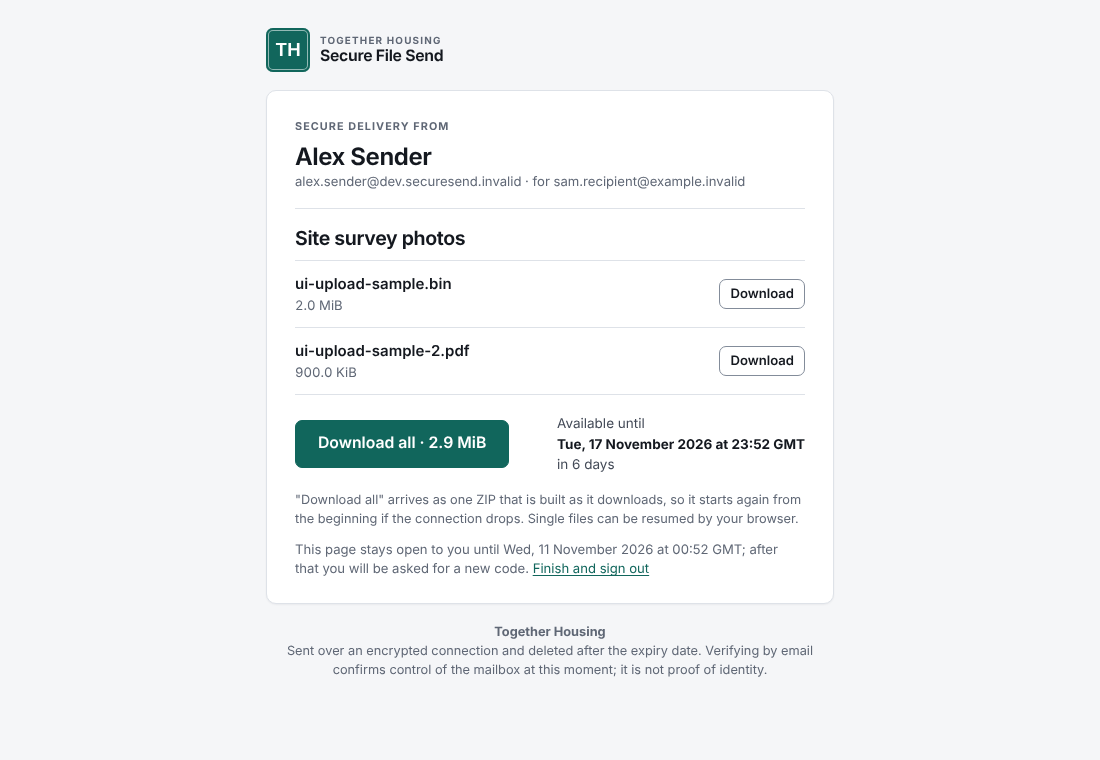 TH
TOGETHER HOUSING
Secure File Send
SECURE DELIVERY FROM
Alex Sender
alex.sender@dev.securesend.invalid · for sam.recipient@example.invalid
Site survey photos
ui-upload-sample.bin
2.0 MiB
Download
ui-upload-sample-2.pdf
900.0 KiB
Download
Download all · 2.9 MiB
Available until
Tue, 17 November 2026 at 23:52 GMT
in 6 days
"Download all" arrives as one ZIP that is built as it downloads, so it starts again from
the beginning if the connection drops. Single files can be resumed by your browser.
This page stays open to you until Wed, 11 November 2026 at 00:52 GMT; after
that you will be asked for a new code. Finish and sign out
Together Housing
Sent over an encrypted connection and deleted after the expiry date. Verifying by email
confirms control of the mailbox at this moment; it is not proof of identity.